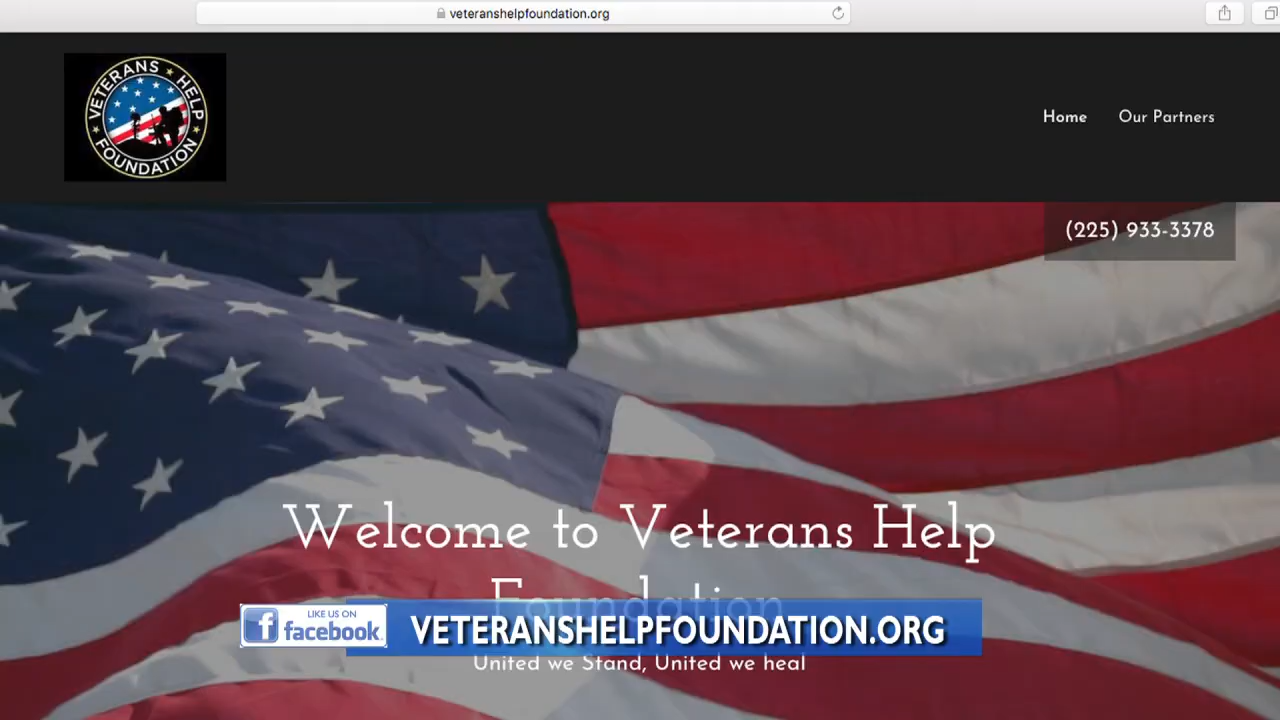 veteranshelpfoundation.org
VETERANS HELP
FOUNDATION
Home
Our Partners
(225) 933-3378
Welcome to Veterans Help
Foundation
LIKE US ON
facebook
VETERANSHELPFOUNDATION.ORG
United we Stand, United we heal